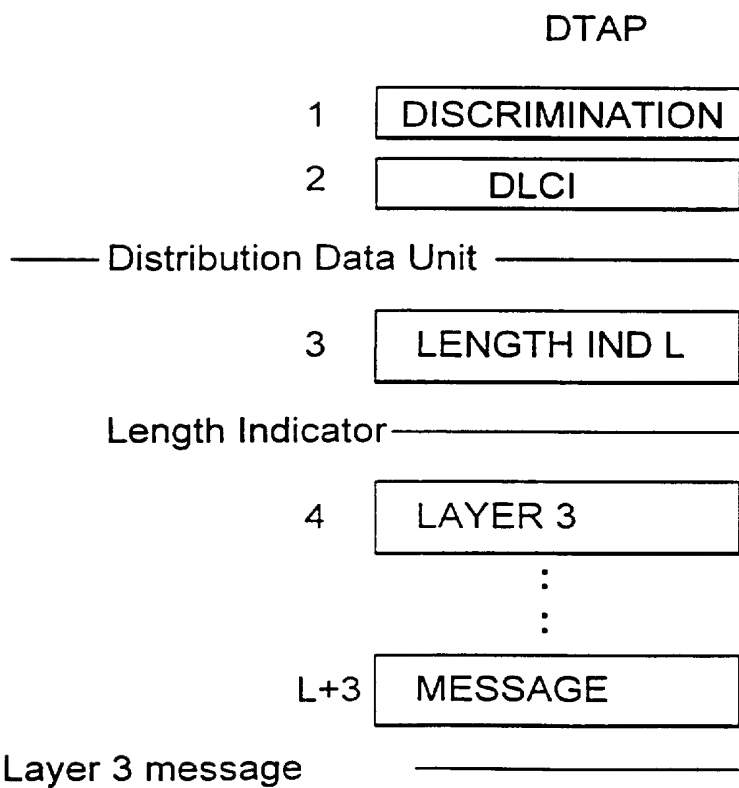 DTAP
1 DISCRIMINATION
2 DLCI
Distribution Data Unit
3 LENGTH IND L
Length Indicator
4 LAYER 3
L+3 MESSAGE
Layer 3 message